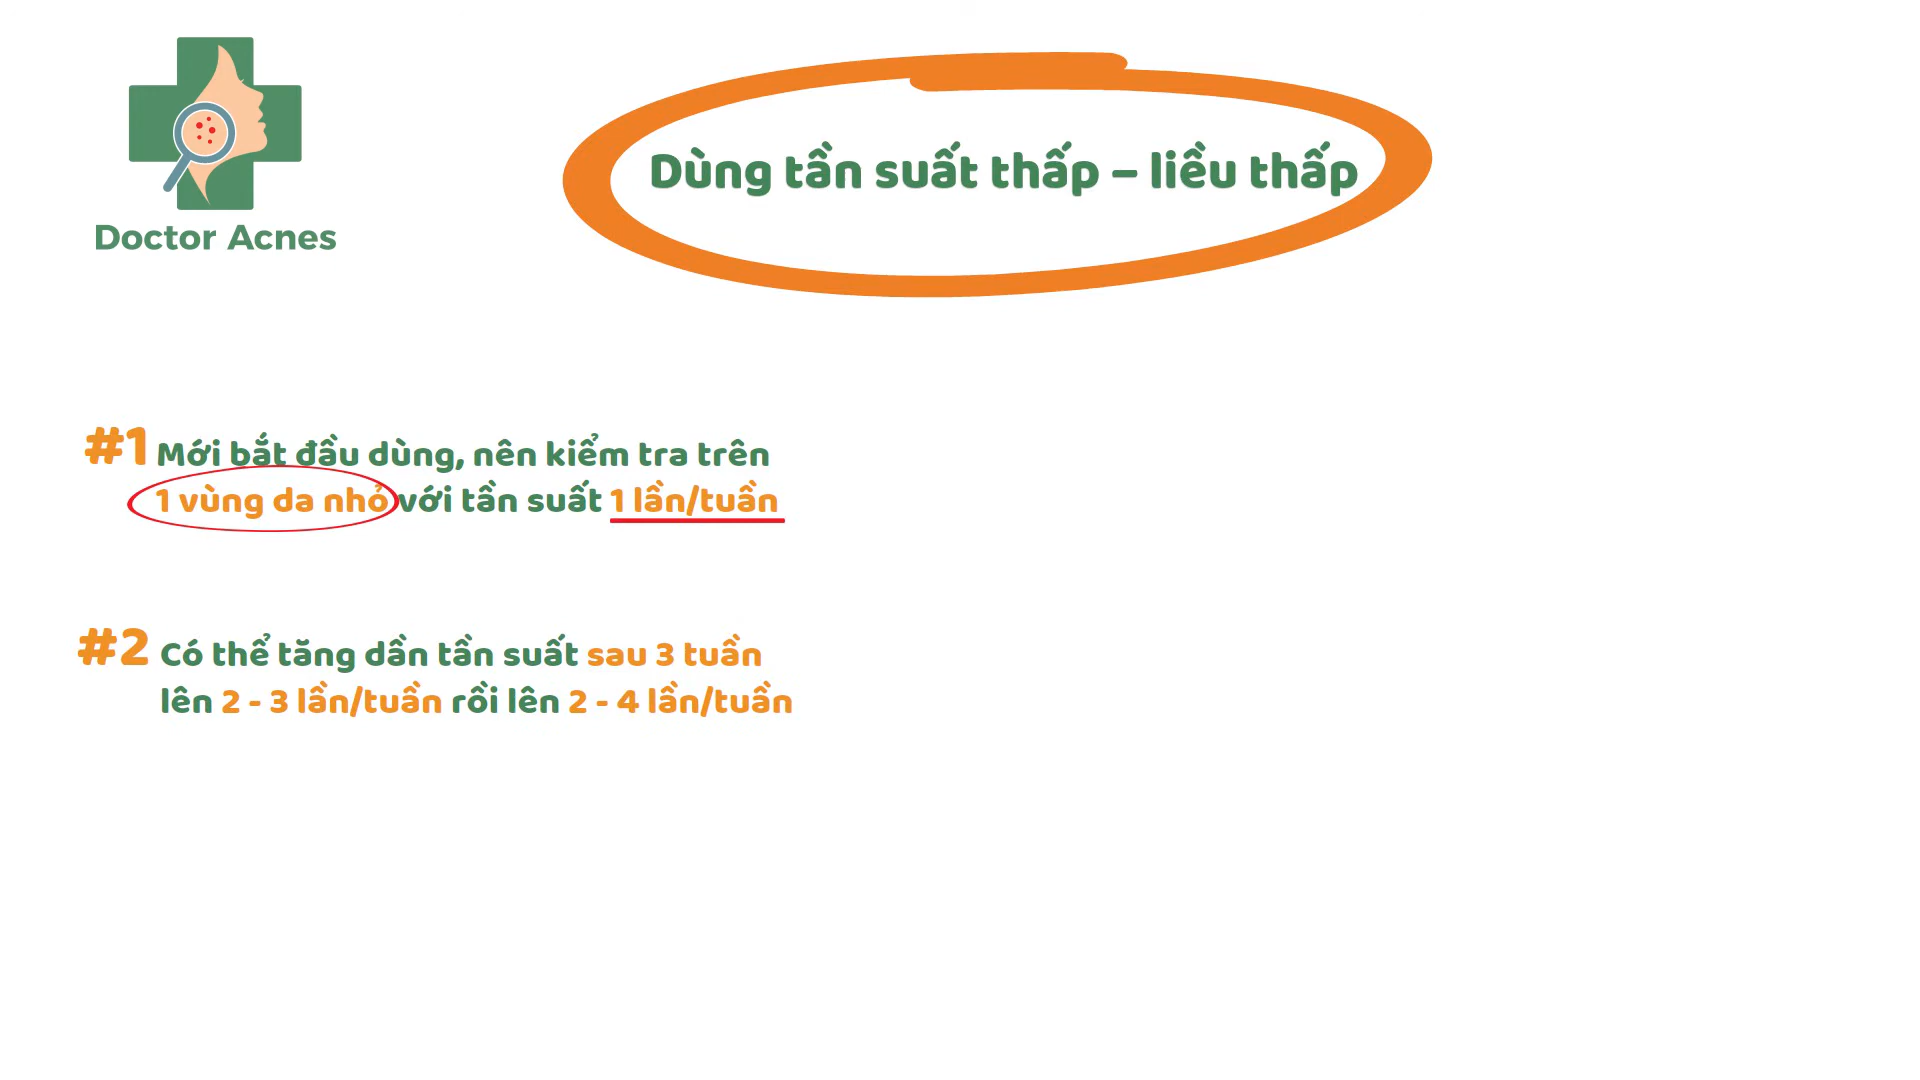 Doctor Acnes
Dùng tần suất thấp – liều thấp
#1 Mới bắt đầu dùng, nên kiểm tra trên
1 vùng da nhỏ với tần suất 1 lần/tuần
#2 Có thể tăng dần tần suất sau 3 tuần
lên 2 - 3 lần/tuần rồi lên 2 - 4 lần/tuần